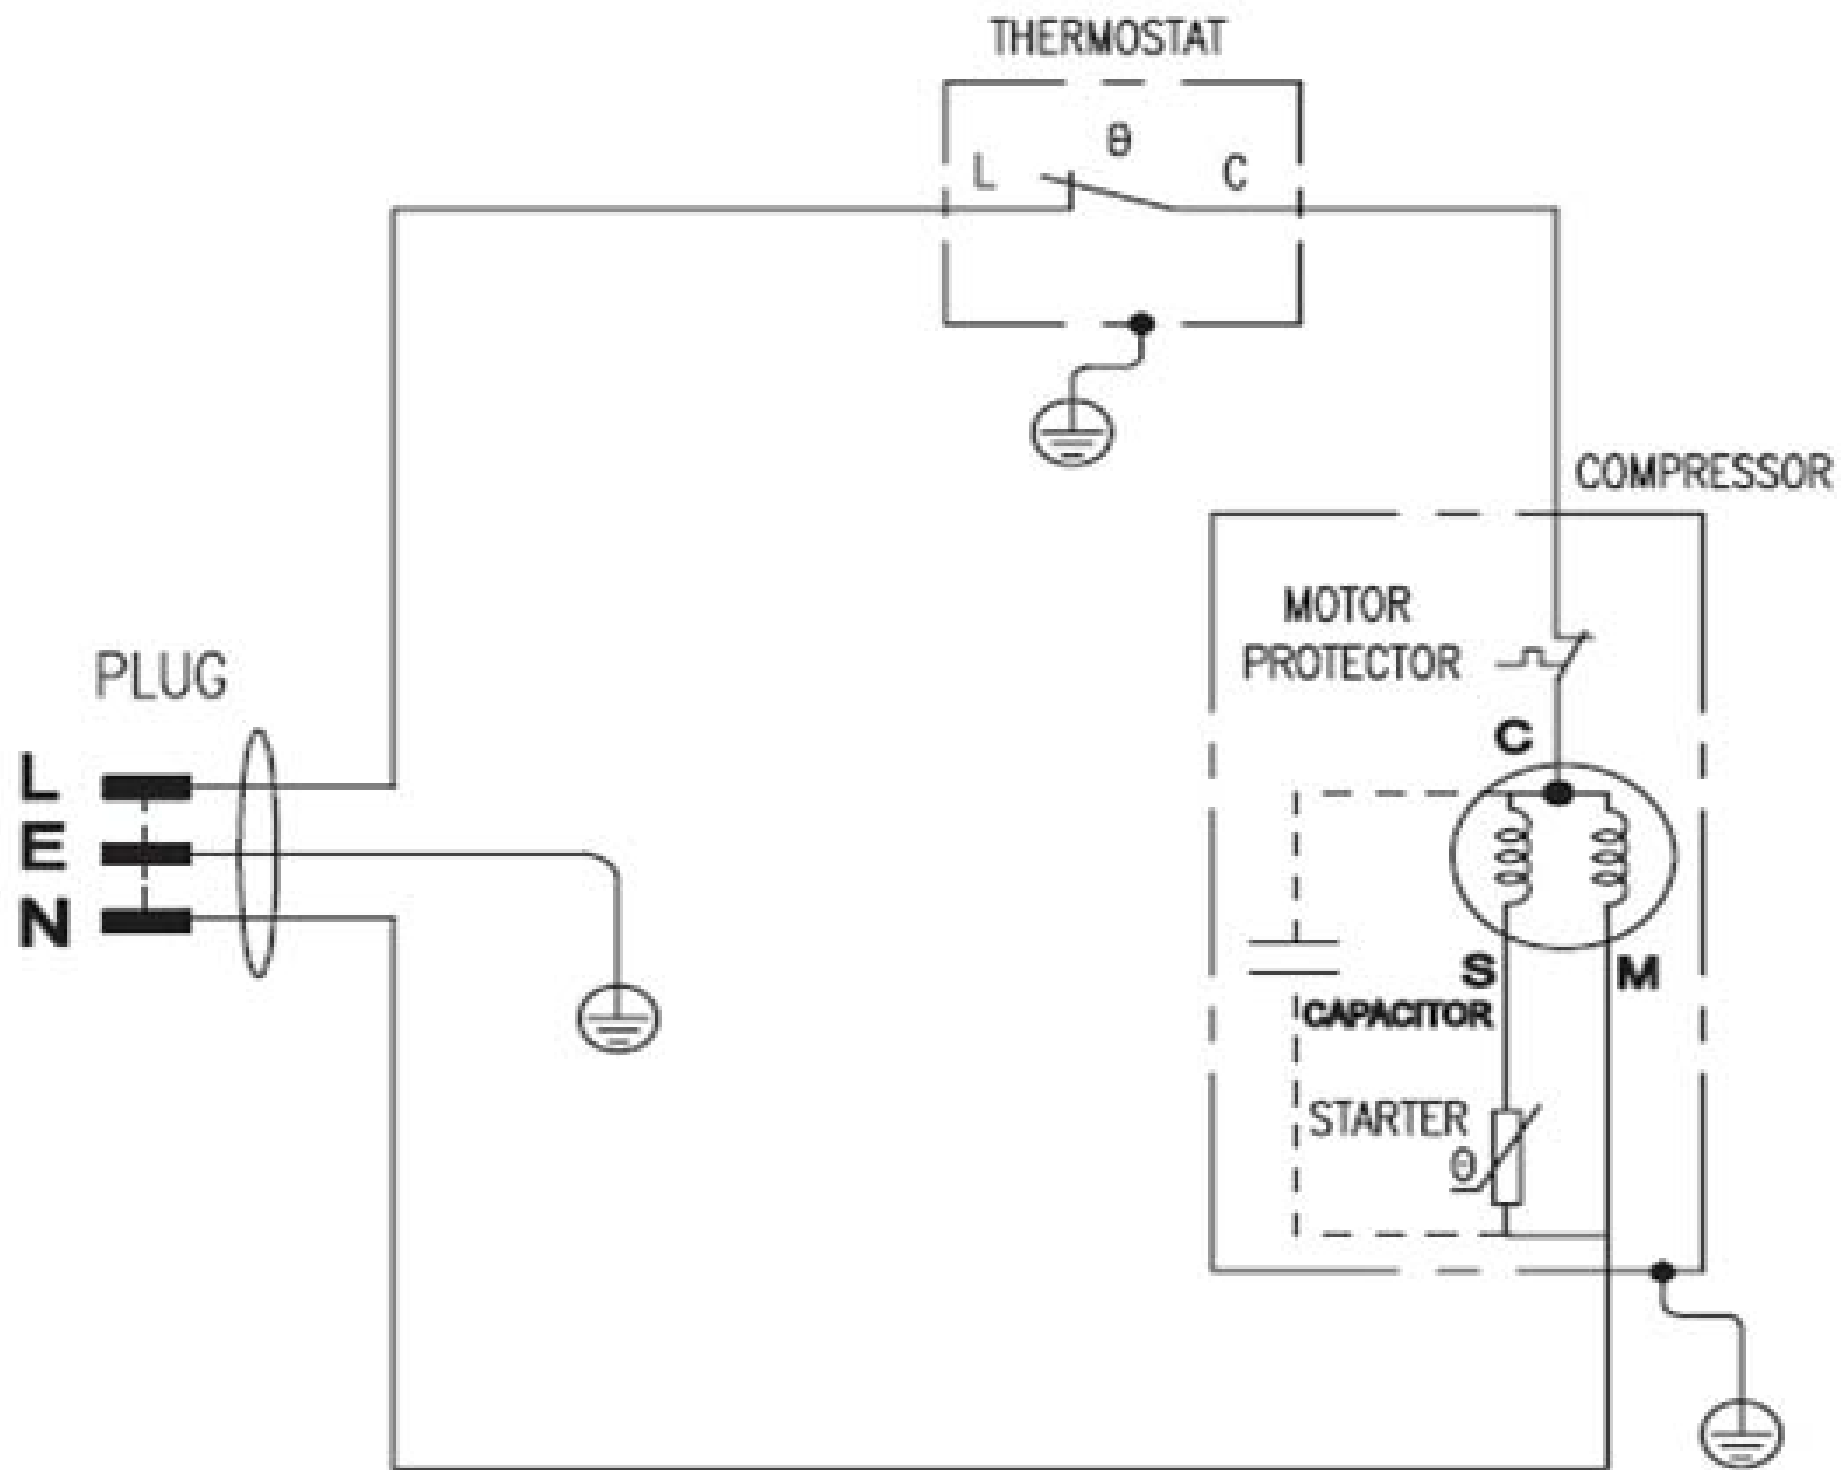 THERMOSTAT
θ
L
C
COMPRESSOR
MOTOR
PROTECTOR
PLUG
C
L
E
N
S
M
CAPACITOR
STARTER
θ